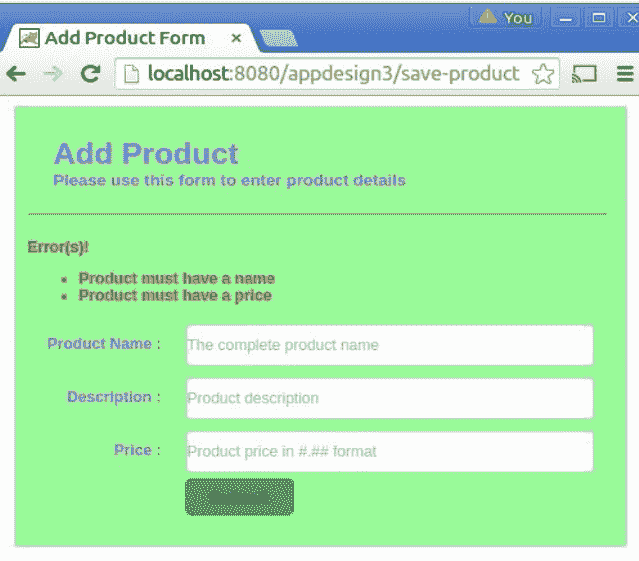 You
Add Product Form
localhost:8080/appdesign3/save-product
Add Product
Please use this form to enter product details
Error(s)!
Product must have a name
Product must have a price
Product Name :
The complete product name
Description :
Product description
Price :
Product price in #.## format